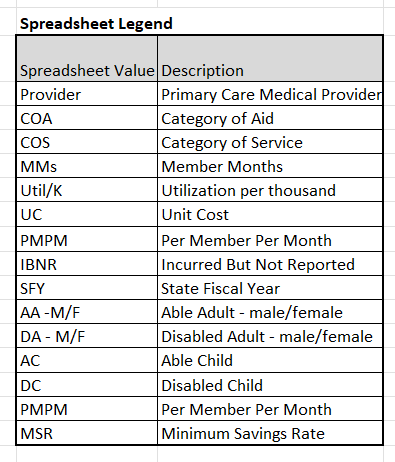 Spreadsheet Legend
Spreadsheet Value Description
Provider Primary Care Medical Provider
COA Category of Aid
COS Category of Service
MMs Member Months
Util/K Utilization per thousand
UC Unit Cost
PMPM Per Member Per Month
IBNR Incurred But Not Reported
SFY State Fiscal Year
AA -M/F Able Adult - male/female
DA - M/F Disabled Adult - male/female
AC Able Child
DC Disabled Child
PMPM Per Member Per Month
MSR Minimum Savings Rate